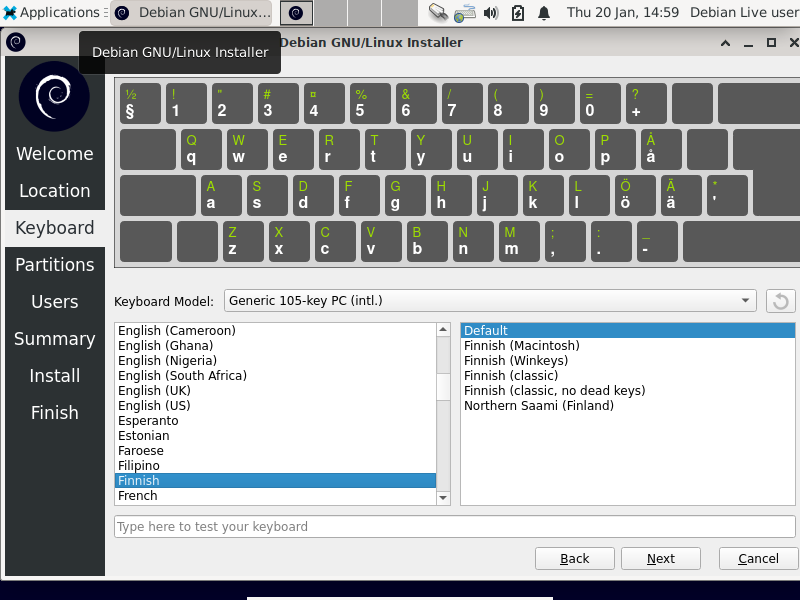 Applications
Debian GNU/Linux...
Thu 20 Jan, 14:59
Debian Live user
Debian GNU/Linux Installer
Debian GNU/Linux Installer
Welcome
Location
Keyboard
Partitions
Users
Summary
Install
Finish
½ ! " # ¤ % & / ( ) = ?
§ 1 2 3 4 5 6 7 8 9 0 +
Q W E R T Y U I O P Å
q w e r t y u i o p å
A S D F G H J K L Ö Ä *
a s d f g h j k l ö ä '
Z X C V B N M ; : _
z x c v b n m , . -
Keyboard Model: Generic 105-key PC (intl.)
English (Cameroon)
English (Ghana)
English (Nigeria)
English (South Africa)
English (UK)
English (US)
Esperanto
Estonian
Faroese
Filipino
Finnish
French
Default
Finnish (Macintosh)
Finnish (Winkeys)
Finnish (classic)
Finnish (classic, no dead keys)
Northern Saami (Finland)
Type here to test your keyboard
Back
Next
Cancel